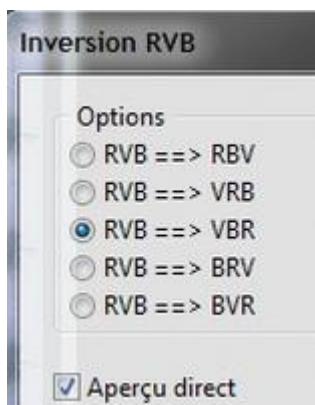 Inversion RVB
Options
RVB ==> RBV
RVB ==> VRB
RVB ==> VBR
RVB ==> BRV
RVB ==> BVR
Aperçu direct